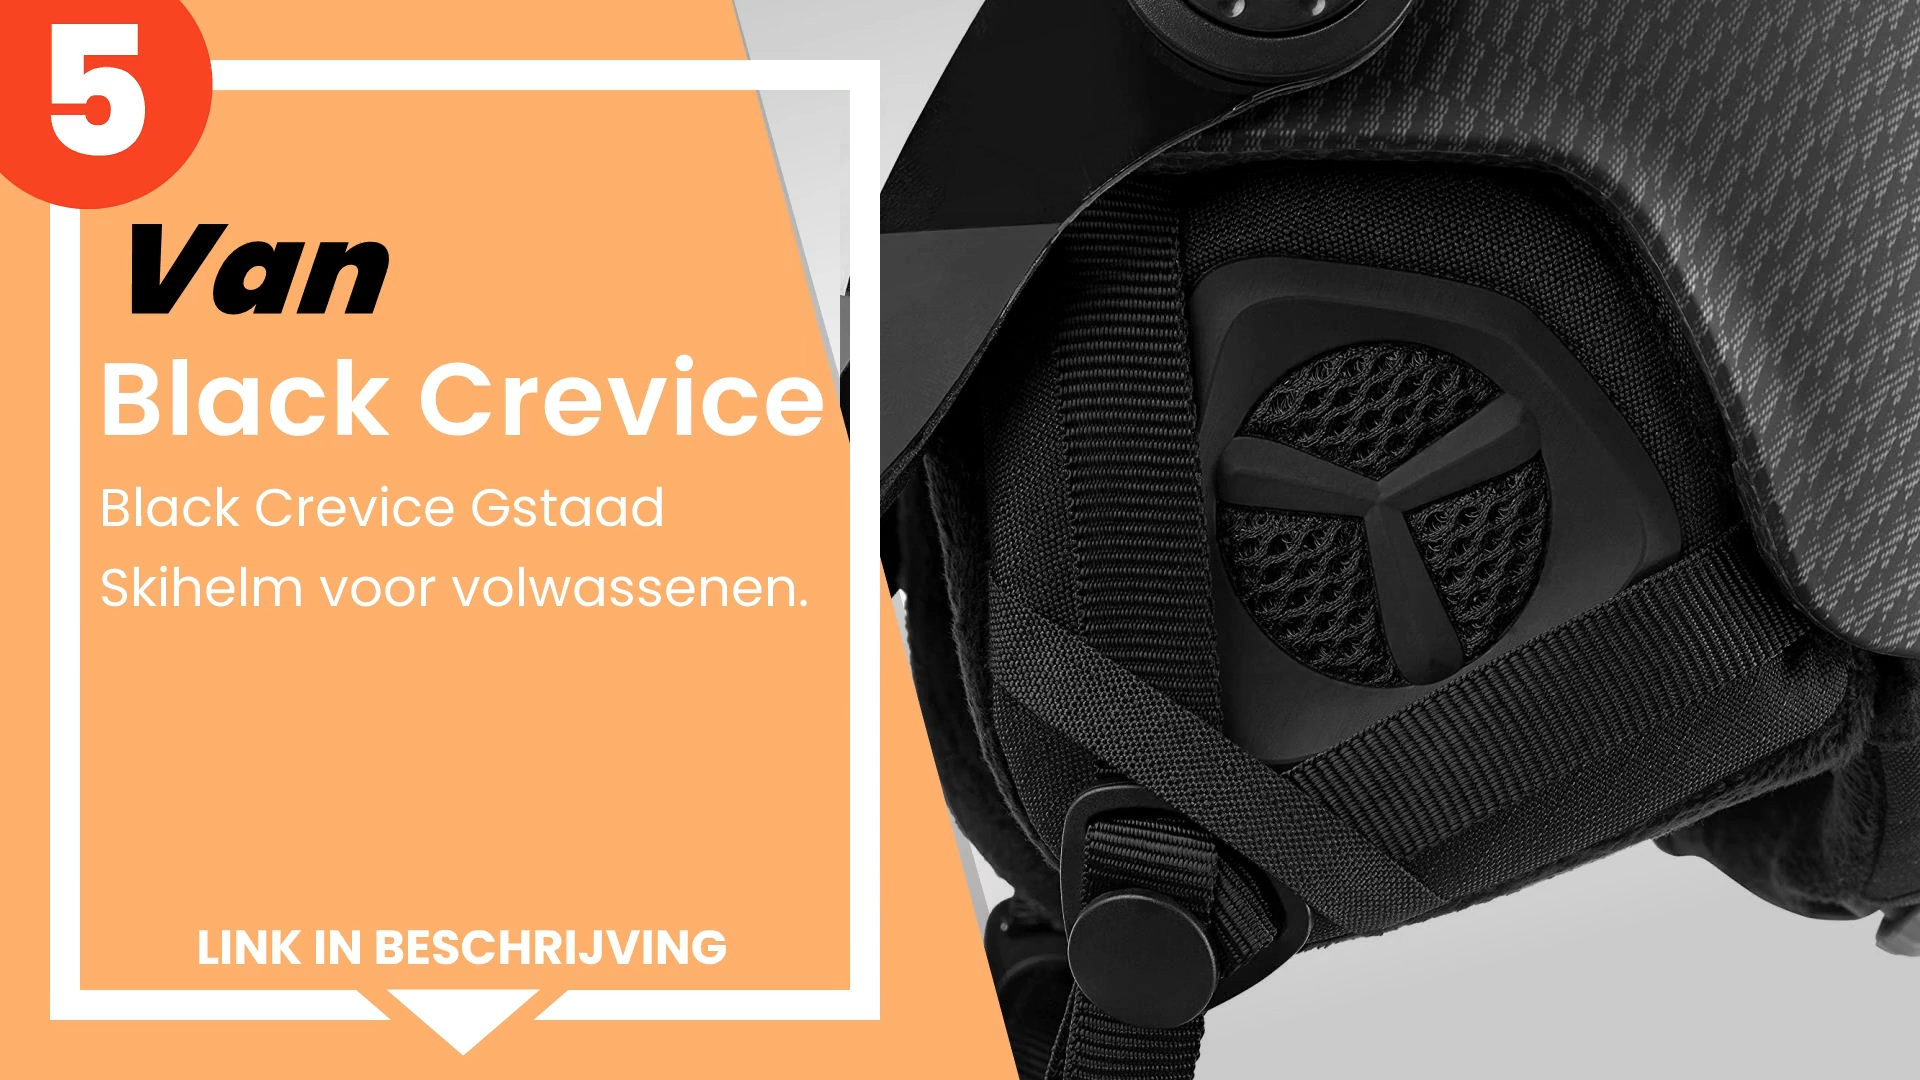 5
Van
Black Crevice
Black Crevice Gstaad
Skihelm voor volwassenen.
LINK IN BESCHRIJVING